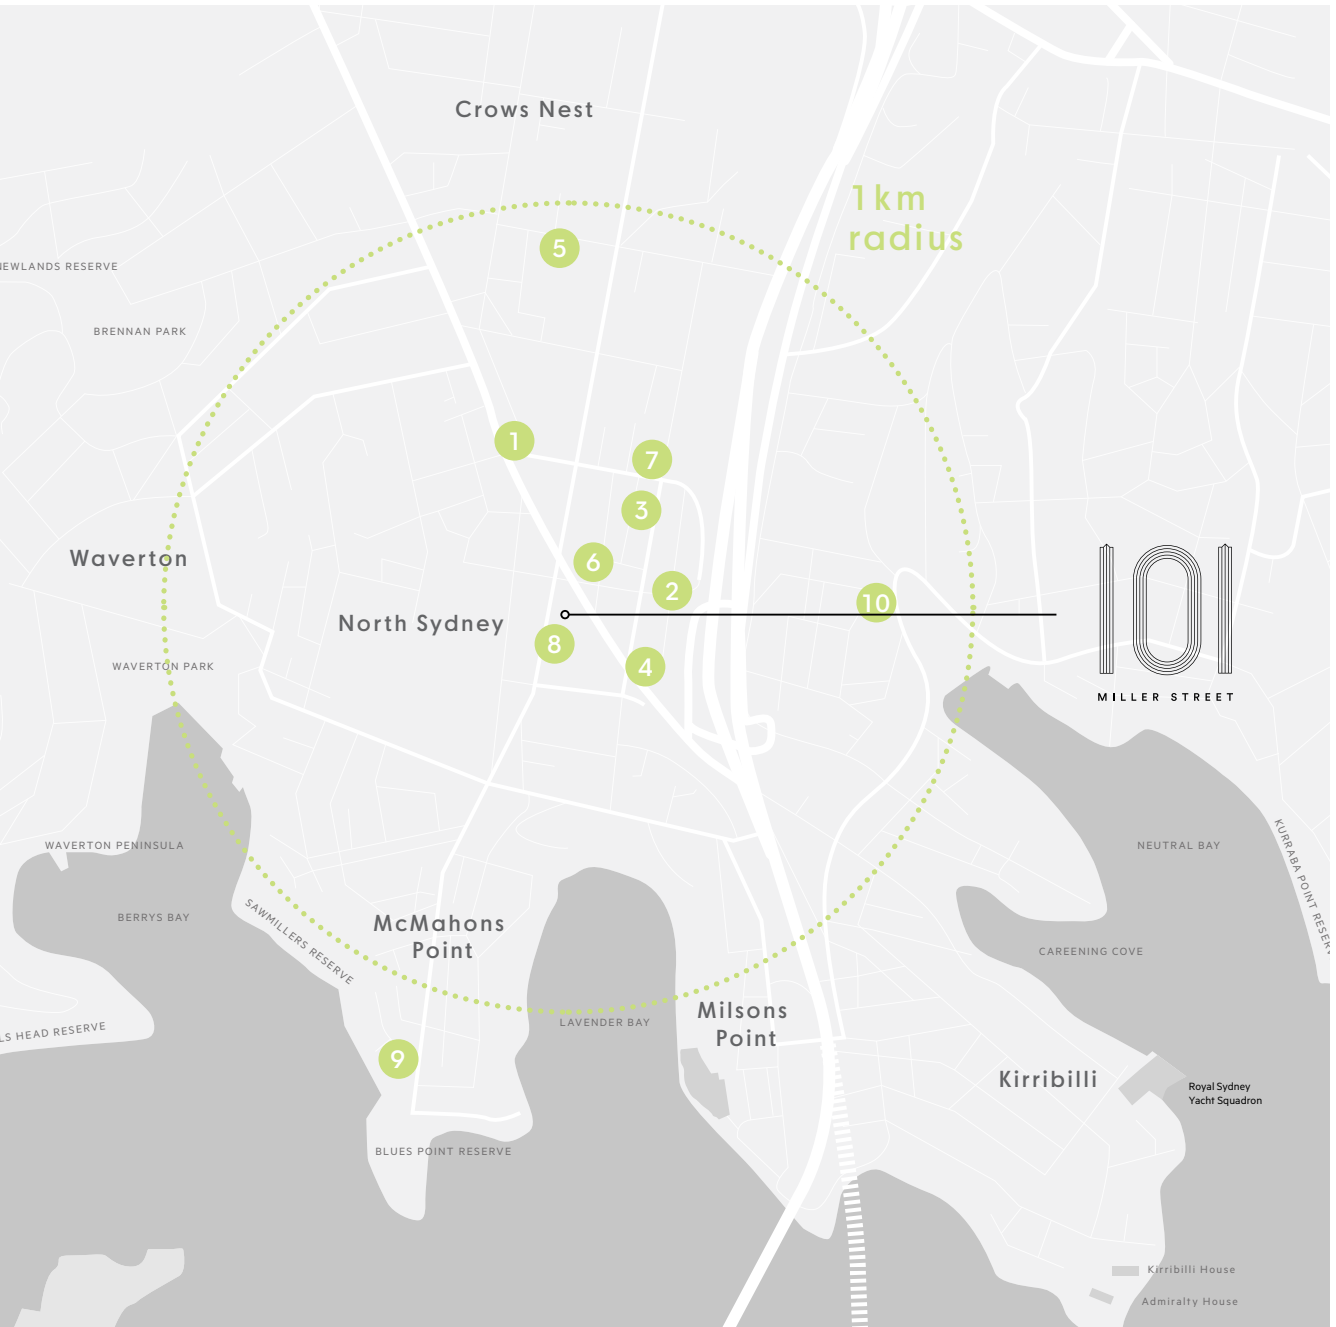 Crows Nest
1km
radius
5
EWLANDS RESERVE
BRENNAN PARK
1
7
3
Waverton
6
2
10
101
North Sydney
8
4
WAVERTON PARK
MILLER STREET
WAVERTON PENINSULA
NEUTRAL BAY
KURRABA POINT RESERV
BERRYS BAY
SAWMILLERS RESERVE
McMahons
Point
CAREENING COVE
LS HEAD RESERVE
LAVENDER BAY
Milsons
Point
9
Kirribilli
Royal Sydney
Yacht Squadron
BLUES POINT RESERVE
Kirribilli House
Admiralty House